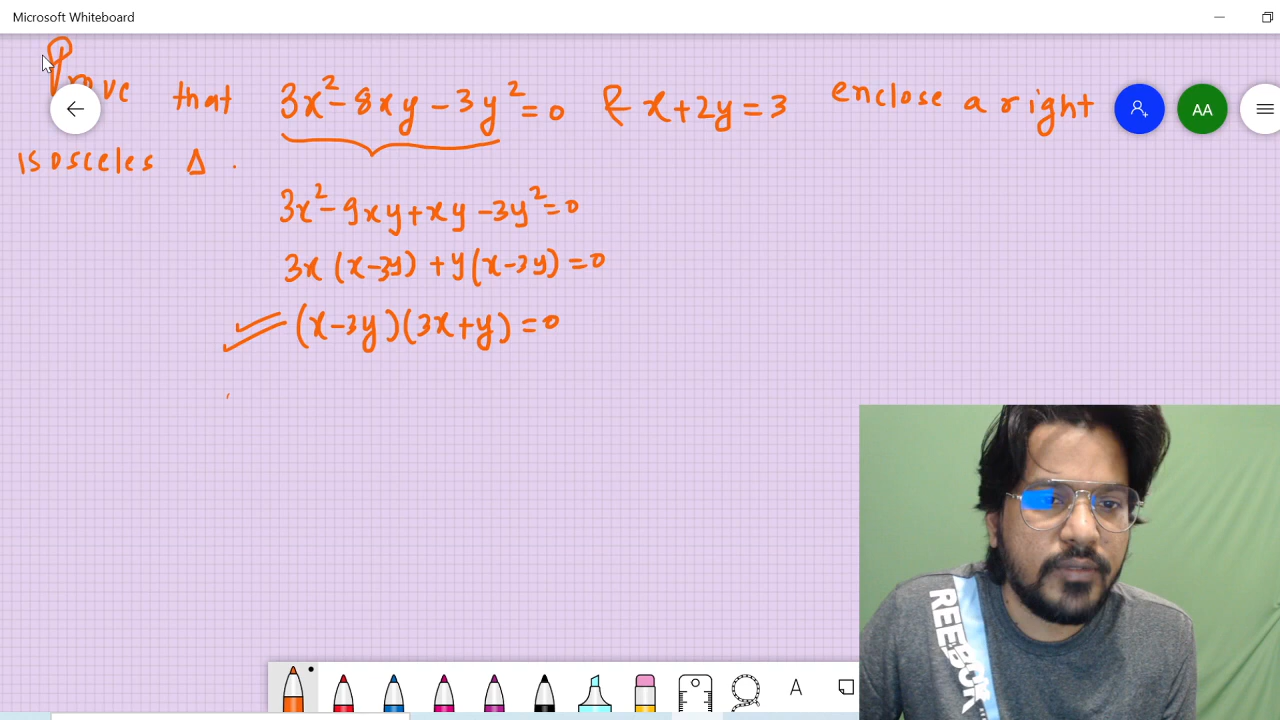 Microsoft Whiteboard
Prove that 3x²-8xy-3y²=0 & x+2y=3 enclose a right
AA
isosceles Δ.
3x²-9xy+xy-3y²=0
3x(x-3y)+y(x-3y)=0
(x-3y)(3x+y)=0
REEBOK
A